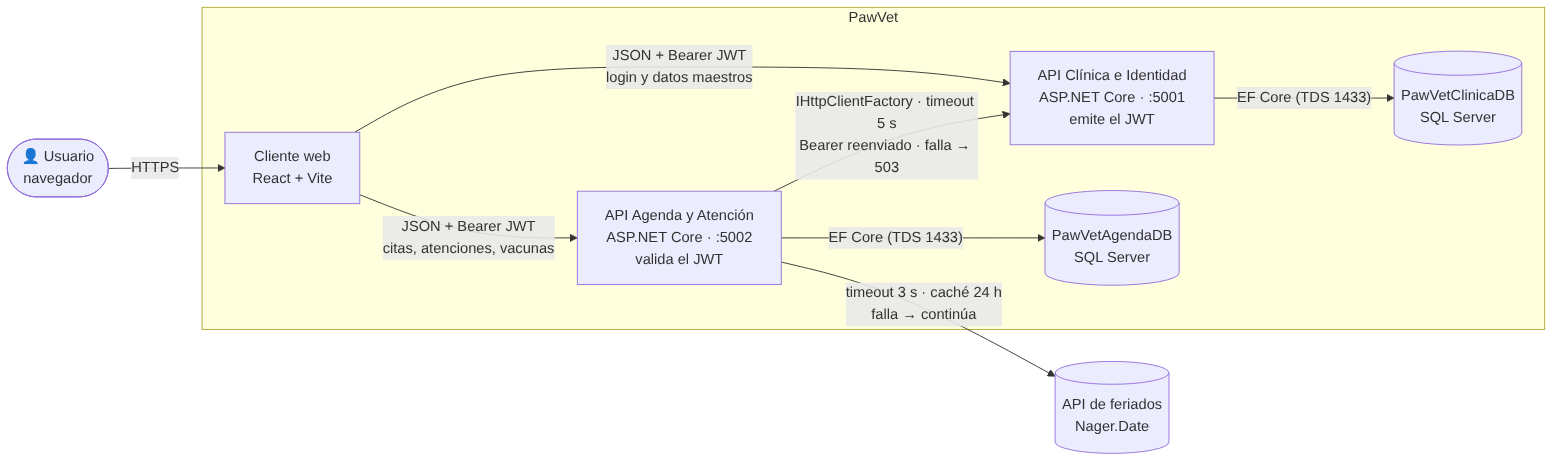 PawVet
👤 Usuario
navegador
HTTPS
Cliente web
React + Vite
JSON + Bearer JWT
login y datos maestros
JSON + Bearer JWT
citas, atenciones, vacunas
API Agenda y Atención
ASP.NET Core · :5002
valida el JWT
IHttpClientFactory · timeout
5 s
Bearer reenviado · falla →
503
API Clínica e Identidad
ASP.NET Core · :5001
emite el JWT
EF Core (TDS 1433)
PawVetClinicaDB
SQL Server
EF Core (TDS 1433)
PawVetAgendaDB
SQL Server
timeout 3 s · caché 24 h
falla → continúa
API de feriados
Nager.Date